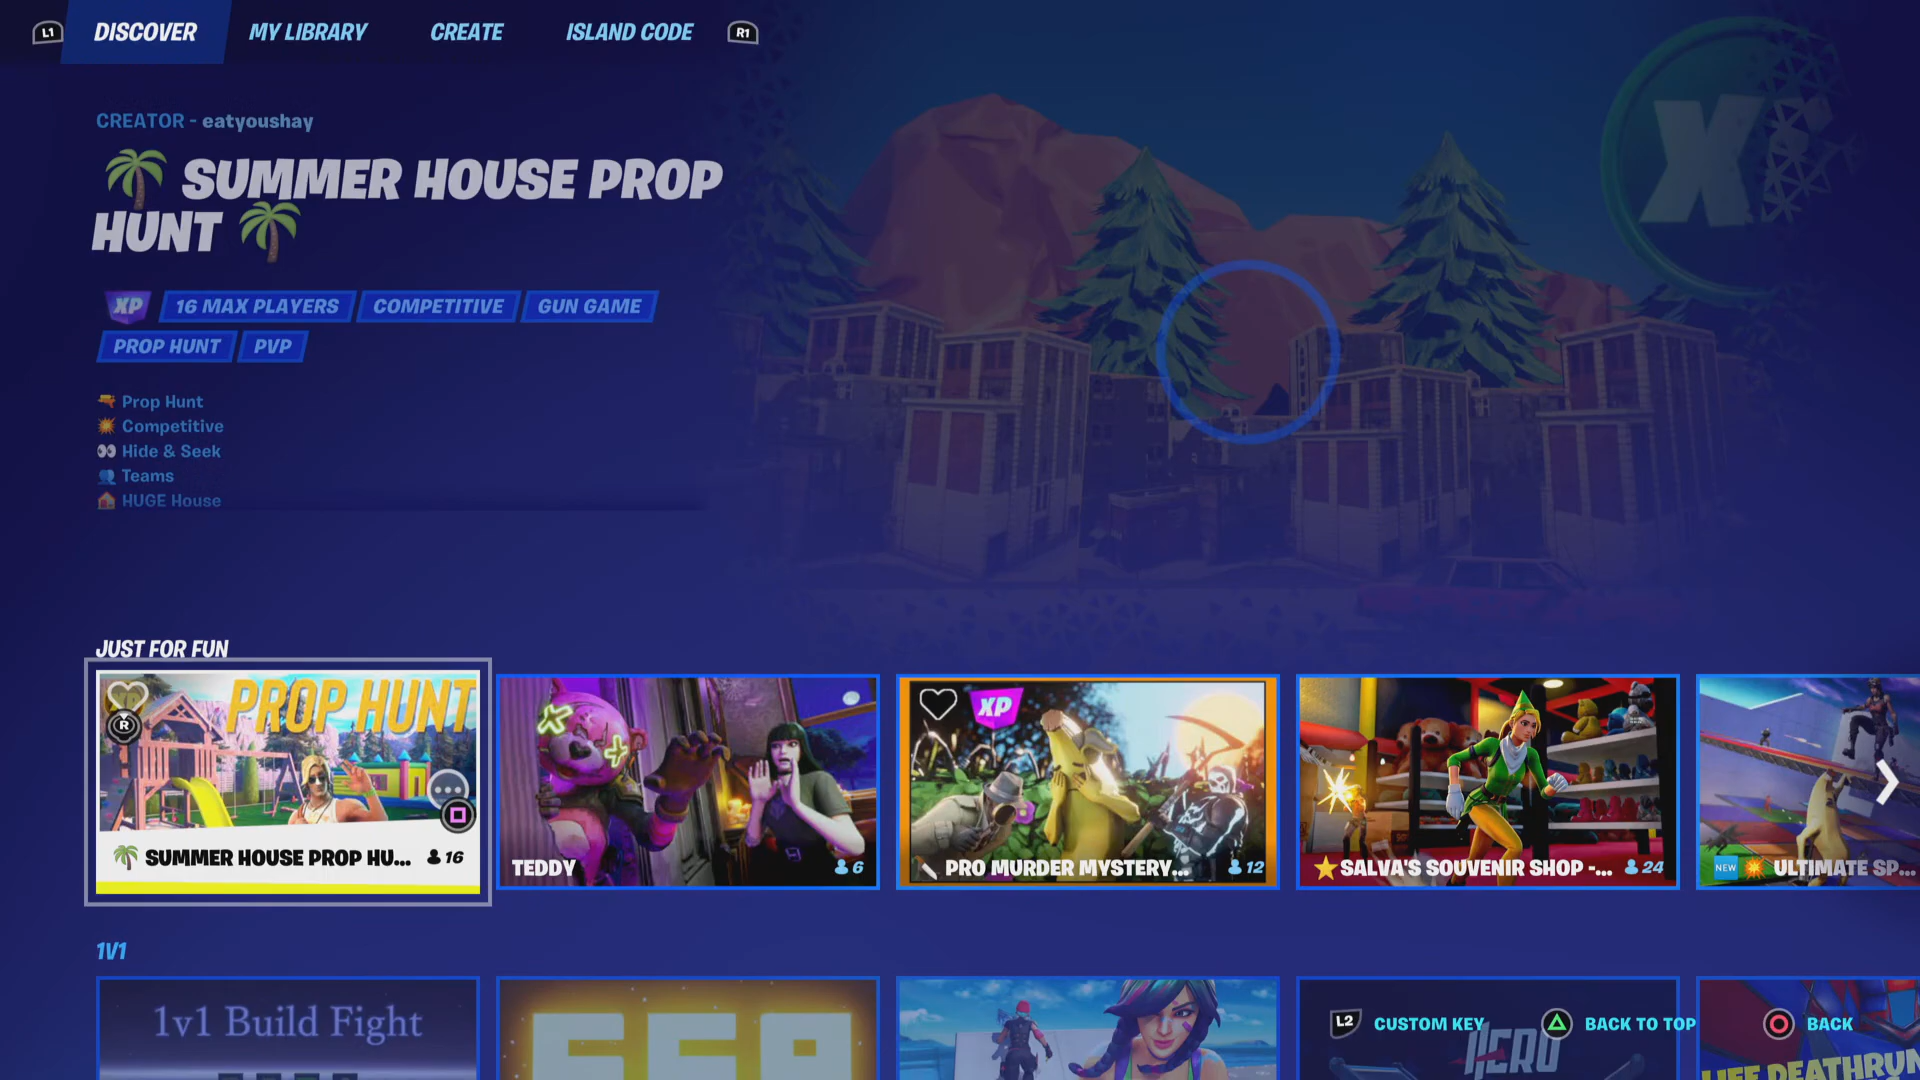 L1 DISCOVER MY LIBRARY CREATE ISLAND CODE R1
CREATOR - eatyoushay
🌴 SUMMER HOUSE PROP
HUNT 🌴
XP 16 MAX PLAYERS COMPETITIVE GUN GAME
PROP HUNT PVP
Prop Hunt
Competitive
Hide & Seek
Teams
HUGE House
X
JUST FOR FUN
PROP HUNT
R
🌴 SUMMER HOUSE PROP HU... 16
TEDDY 6
XP
PRO MURDER MYSTERY... 12
⭐SALVA'S SOUVENIR SHOP -... 24
NEW 💥 ULTIMATE SP...
1V1
1v1 Build Fight
HERO
L2 CUSTOM KEY BACK TO TOP BACK
DEATHRUN